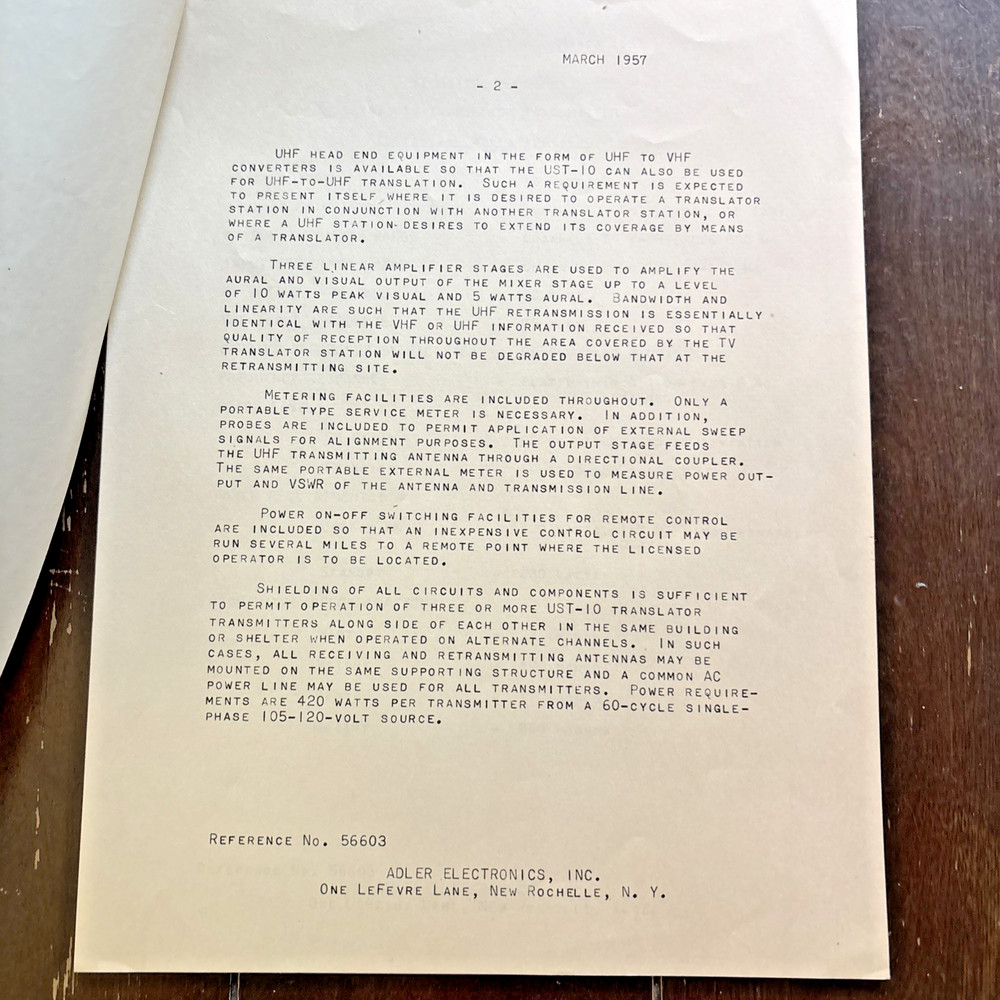 MARCH 1957
- 2 -
UHF HEAD END EQUIPMENT IN THE FORM OF UHF TO VHF
CONVERTERS IS AVAILABLE SO THAT THE UST-10 CAN ALSO BE USED
FOR UHF-TO-UHF TRANSLATION. SUCH A REQUIREMENT IS EXPECTED
TO PRESENT ITSELF WHERE IT IS DESIRED TO OPERATE A TRANSLATOR
STATION IN CONJUNCTION WITH ANOTHER TRANSLATOR STATION, OR
WHERE A UHF STATION DESIRES TO EXTEND ITS COVERAGE BY MEANS
OF A TRANSLATOR.
THREE LINEAR AMPLIFIER STAGES ARE USED TO AMPLIFY THE
AURAL AND VISUAL OUTPUT OF THE MIXER STAGE UP TO A LEVEL
OF 10 WATTS PEAK VISUAL AND 5 WATTS AURAL. BANDWIDTH AND
LINEARITY ARE SUCH THAT THE UHF RETRANSMISSION IS ESSENTIALLY
IDENTICAL WITH THE VHF OR UHF INFORMATION RECEIVED SO THAT
QUALITY OF RECEPTION THROUGHOUT THE AREA COVERED BY THE TV
TRANSLATOR STATION WILL NOT BE DEGRADED BELOW THAT AT THE
RETRANSMITTING SITE.
METERING FACILITIES ARE INCLUDED THROUGHOUT. ONLY A
PORTABLE TYPE SERVICE METER IS NECESSARY. IN ADDITION,
PROBES ARE INCLUDED TO PERMIT APPLICATION OF EXTERNAL SWEEP
SIGNALS FOR ALIGNMENT PURPOSES. THE OUTPUT STAGE FEEDS
THE UHF TRANSMITTING ANTENNA THROUGH A DIRECTIONAL COUPLER.
THE SAME PORTABLE EXTERNAL METER IS USED TO MEASURE POWER OUT-
PUT AND VSWR OF THE ANTENNA AND TRANSMISSION LINE.
POWER ON-OFF SWITCHING FACILITIES FOR REMOTE CONTROL
ARE INCLUDED SO THAT AN INEXPENSIVE CONTROL CIRCUIT MAY BE
RUN SEVERAL MILES TO A REMOTE POINT WHERE THE LICENSED
OPERATOR IS TO BE LOCATED.
SHIELDING OF ALL CIRCUITS AND COMPONENTS IS SUFFICIENT
TO PERMIT OPERATION OF THREE OR MORE UST-10 TRANSLATOR
TRANSMITTERS ALONG SIDE OF EACH OTHER IN THE SAME BUILDING
OR SHELTER WHEN OPERATED ON ALTERNATE CHANNELS. IN SUCH
CASES, ALL RECEIVING AND RETRANSMITTING ANTENNAS MAY BE
MOUNTED ON THE SAME SUPPORTING STRUCTURE AND A COMMON AC
POWER LINE MAY BE USED FOR ALL TRANSMITTERS. POWER REQUIRE-
MENTS ARE 420 WATTS PER TRANSMITTER FROM A 60-CYCLE SINGLE-
PHASE 105-120-VOLT SOURCE.
REFERENCE NO. 56603
ADLER ELECTRONICS, INC.
ONE LEFEVRE LANE, NEW ROCHELLE, N. Y.